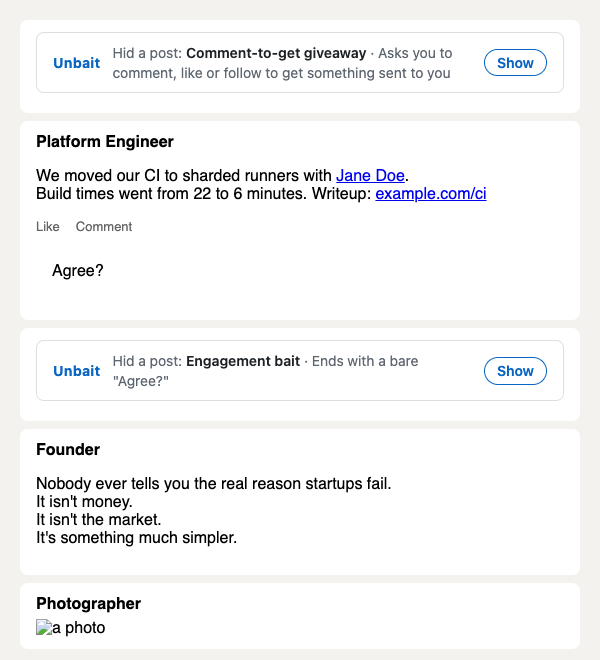 Unbait
Hid a post: Comment-to-get giveaway · Asks you to
comment, like or follow to get something sent to you
Show
Platform Engineer
We moved our CI to sharded runners with Jane Doe.
Build times went from 22 to 6 minutes. Writeup: example.com/ci
Like Comment
Agree?
Unbait
Hid a post: Engagement bait · Ends with a bare
"Agree?"
Show
Founder
Nobody ever tells you the real reason startups fail.
It isn't money.
It isn't the market.
It's something much simpler.
Photographer
a photo